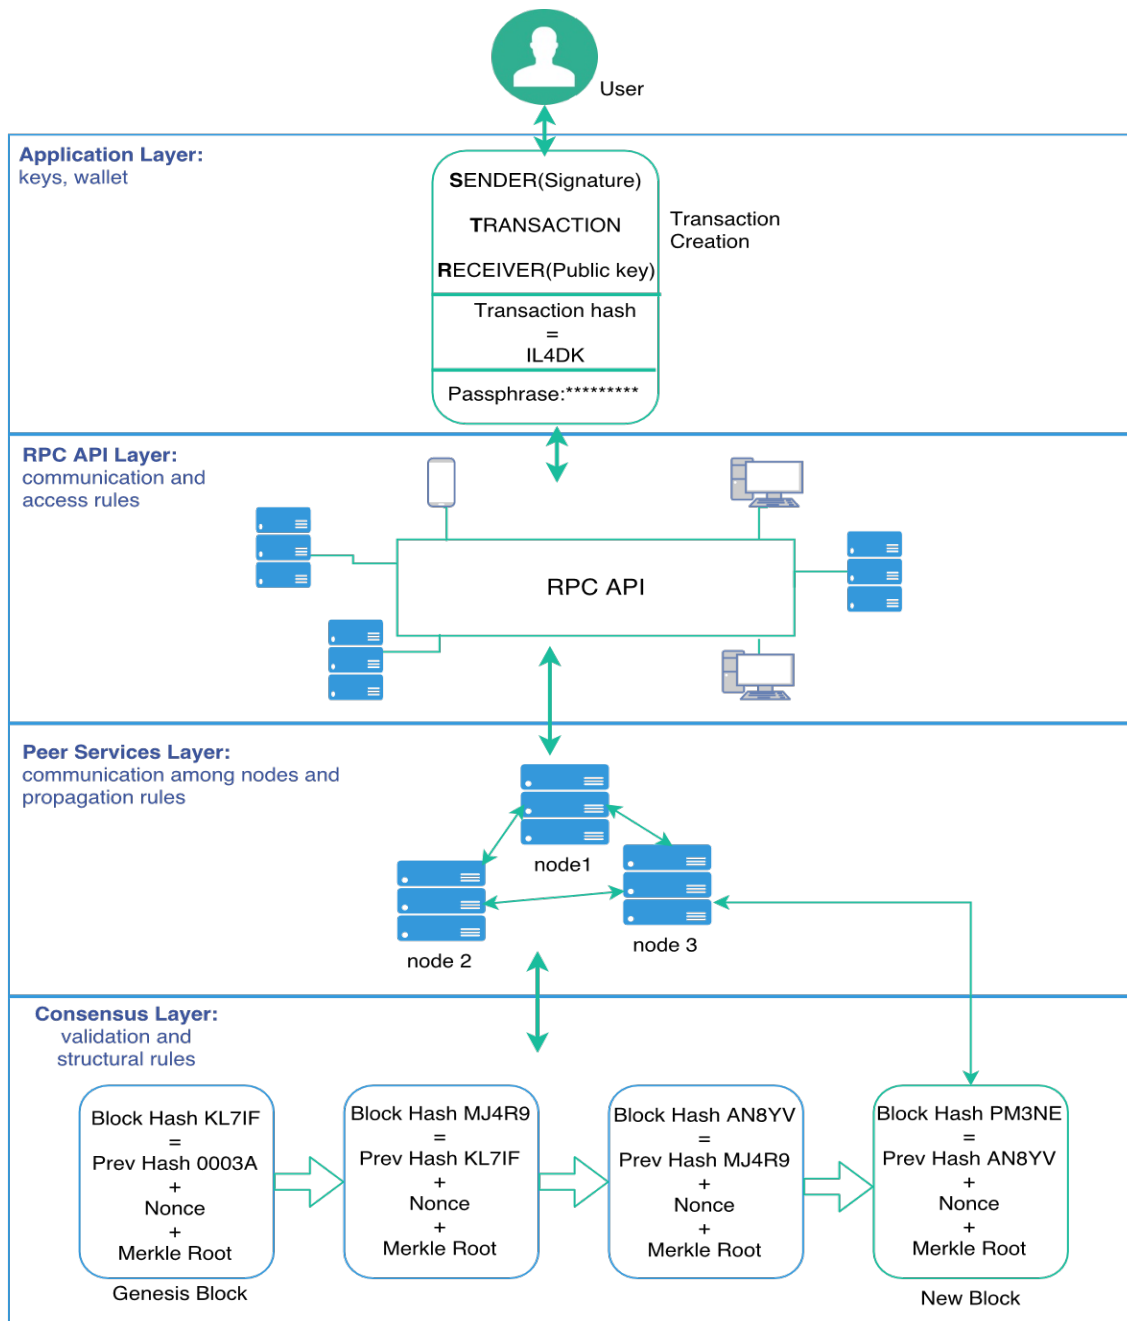 User
Application Layer:
keys, wallet
SENDER(Signature)
TRANSACTION
RECEIVER(Public key)
Transaction
Creation
Transaction hash
=
IL4DK
Passphrase:*********
RPC API Layer:
communication and
access rules
RPC API
Peer Services Layer:
communication among nodes and
propagation rules
node1
node 2
node 3
Consensus Layer:
validation and
structural rules
Block Hash KL7IF
=
Prev Hash 0003A
+
Nonce
+
Merkle Root
Genesis Block
Block Hash MJ4R9
=
Prev Hash KL7IF
+
Nonce
+
Merkle Root
Block Hash AN8YV
=
Prev Hash MJ4R9
+
Nonce
+
Merkle Root
Block Hash PM3NE
=
Prev Hash AN8YV
+
Nonce
+
Merkle Root
New Block